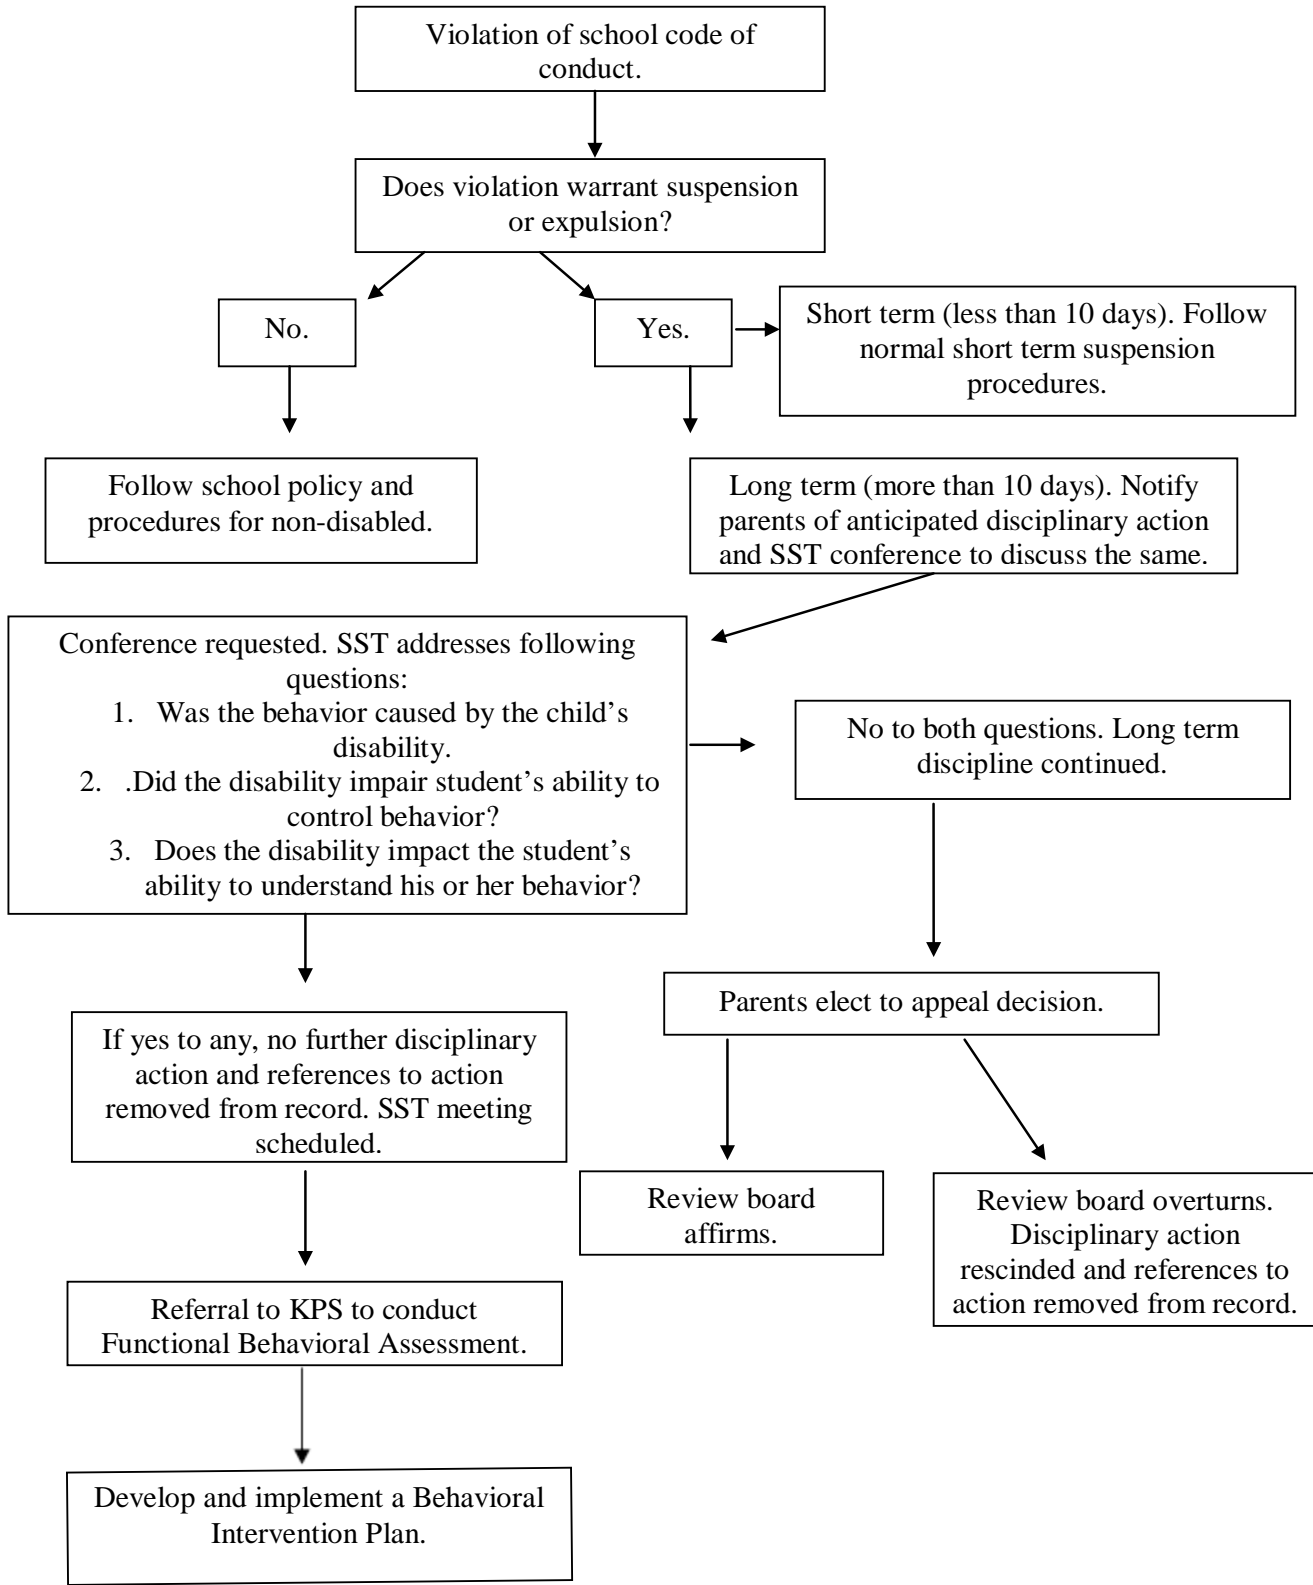 Violation of school code of
conduct.
Does violation warrant suspension
or expulsion?
No.
Yes.
Short term (less than 10 days). Follow
normal short term suspension
procedures.
Follow school policy and
procedures for non-disabled.
Long term (more than 10 days). Notify
parents of anticipated disciplinary action
and SST conference to discuss the same.
Conference requested. SST addresses following
questions:
1. Was the behavior caused by the child’s
disability.
2. .Did the disability impair student’s ability to
control behavior?
3. Does the disability impact the student’s
ability to understand his or her behavior?
No to both questions. Long term
discipline continued.
Parents elect to appeal decision.
If yes to any, no further disciplinary
action and references to action
removed from record. SST meeting
scheduled.
Review board
affirms.
Review board overturns.
Disciplinary action
rescinded and references to
action removed from record.
Referral to KPS to conduct
Functional Behavioral Assessment.
Develop and implement a Behavioral
Intervention Plan.